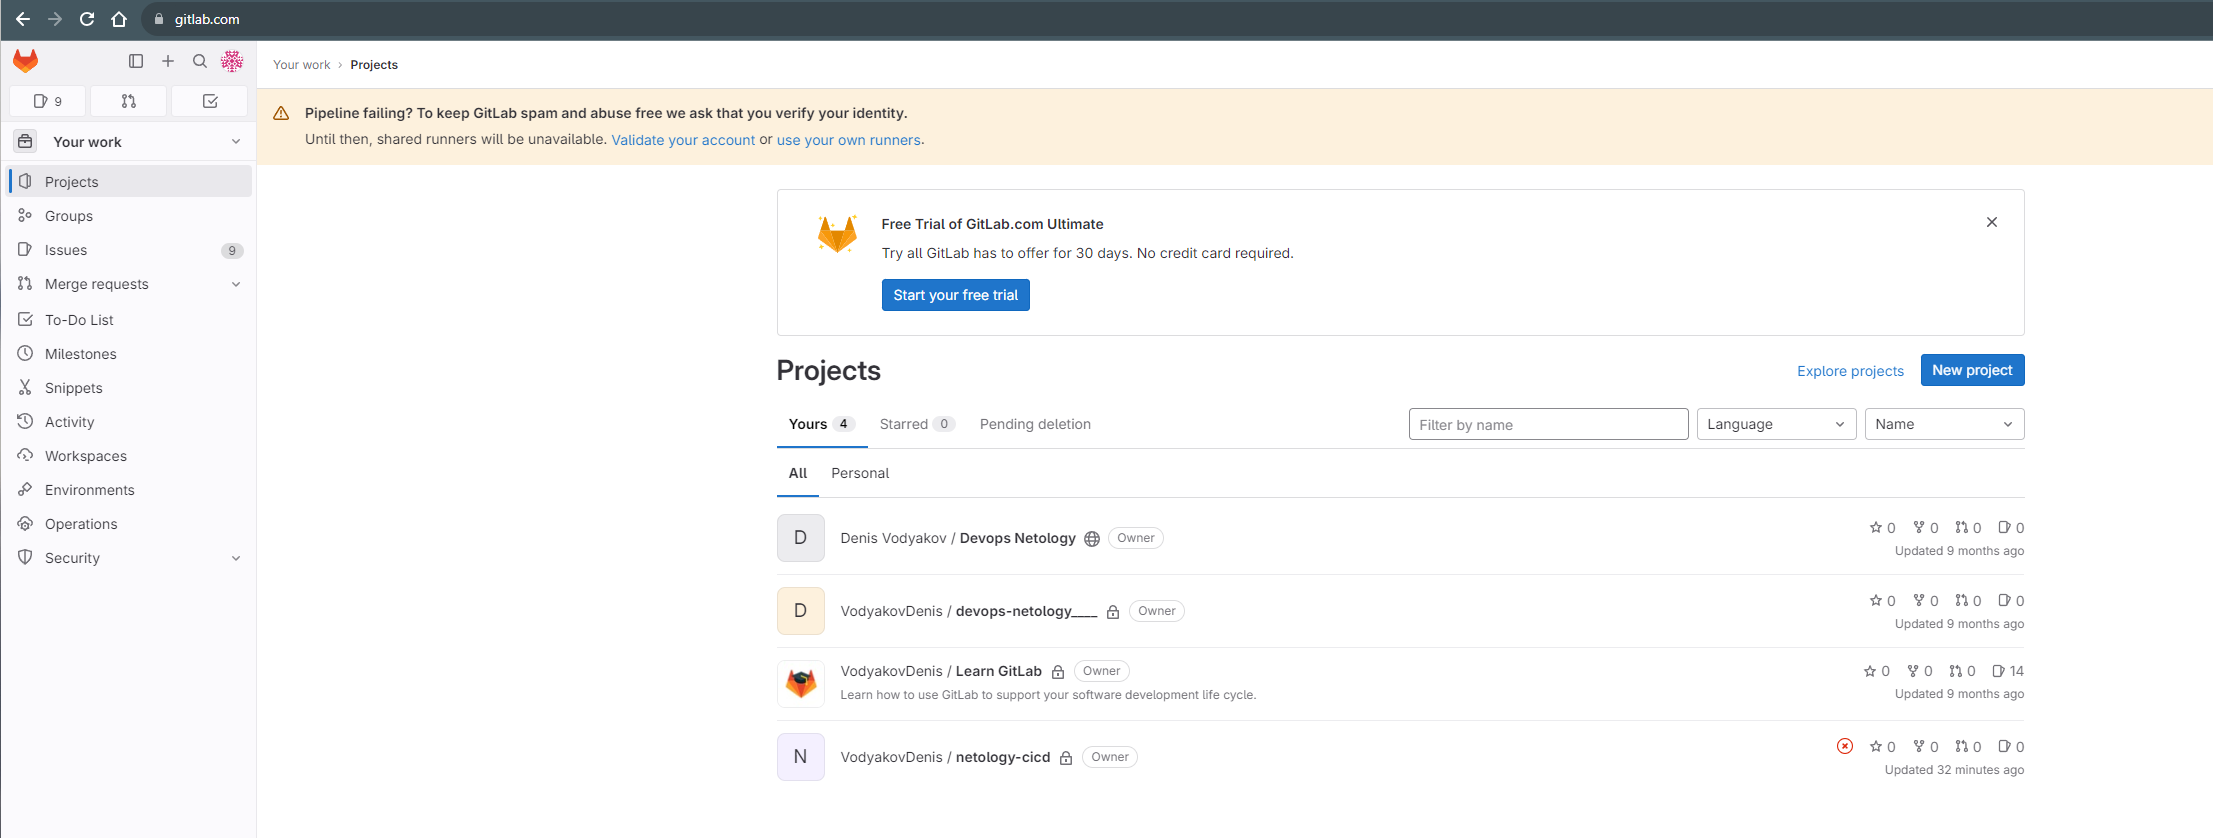 gitlab.com
Your work › Projects
9
Your work
Projects
Groups
Issues 9
Merge requests
To-Do List
Milestones
Snippets
Activity
Workspaces
Environments
Operations
Security
Pipeline failing? To keep GitLab spam and abuse free we ask that you verify your identity.
Until then, shared runners will be unavailable. Validate your account or use your own runners.
Free Trial of GitLab.com Ultimate
Try all GitLab has to offer for 30 days. No credit card required.
Start your free trial
Projects
Explore projects New project
Yours 4 Starred 0 Pending deletion Filter by name Language Name
All Personal
D Denis Vodyakov / Devops Netology Owner 0 0 0 0
Updated 9 months ago
D VodyakovDenis / devops-netology____ Owner 0 0 0 0
Updated 9 months ago
VodyakovDenis / Learn GitLab Owner 0 0 0 14
Learn how to use GitLab to support your software development life cycle. Updated 9 months ago
N VodyakovDenis / netology-cicd Owner 0 0 0 0
Updated 32 minutes ago